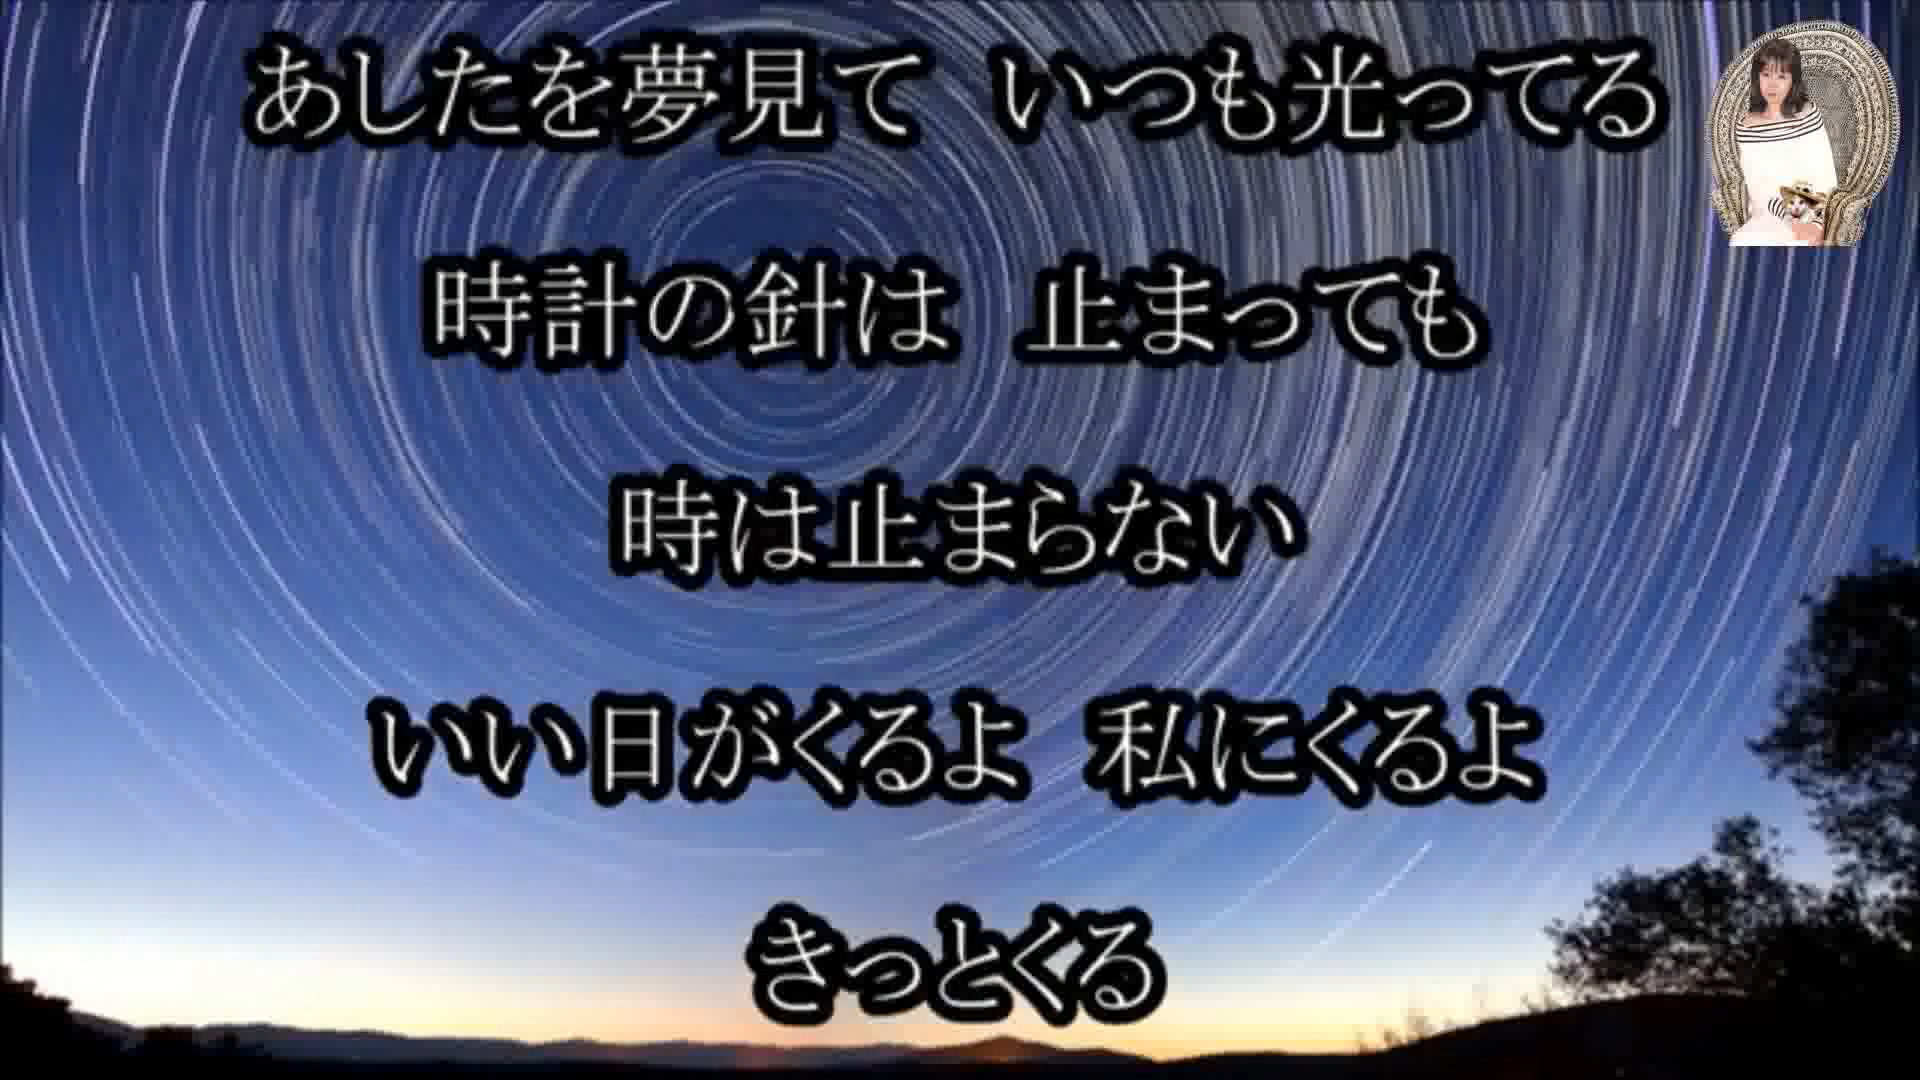 あしたを夢見て　いつも光ってる
時計の針は　止まっても
時は止まらない
いい日がくるよ　私にくるよ
きっとくる